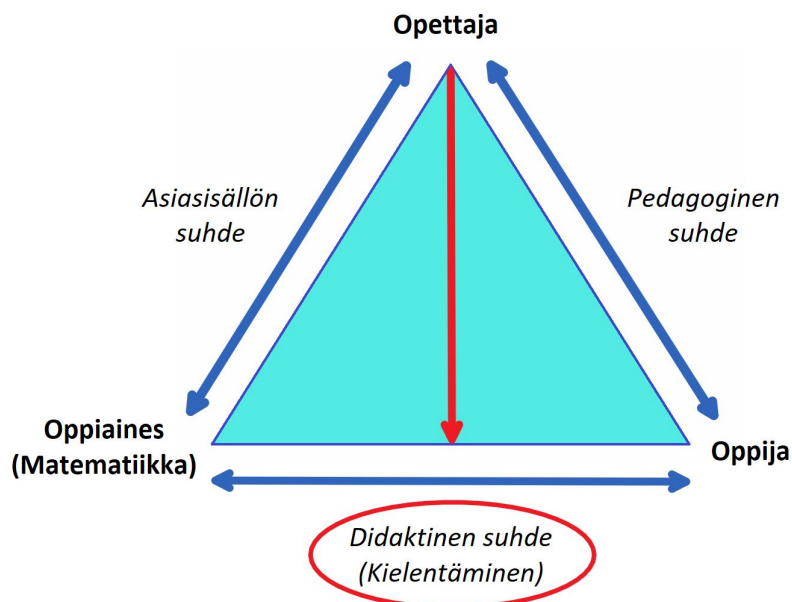 Opettaja
Asiasisällön
suhde
Pedagoginen
suhde
Oppiaines
(Matematiikka)
Oppija
Didaktinen suhde
(Kielentäminen)